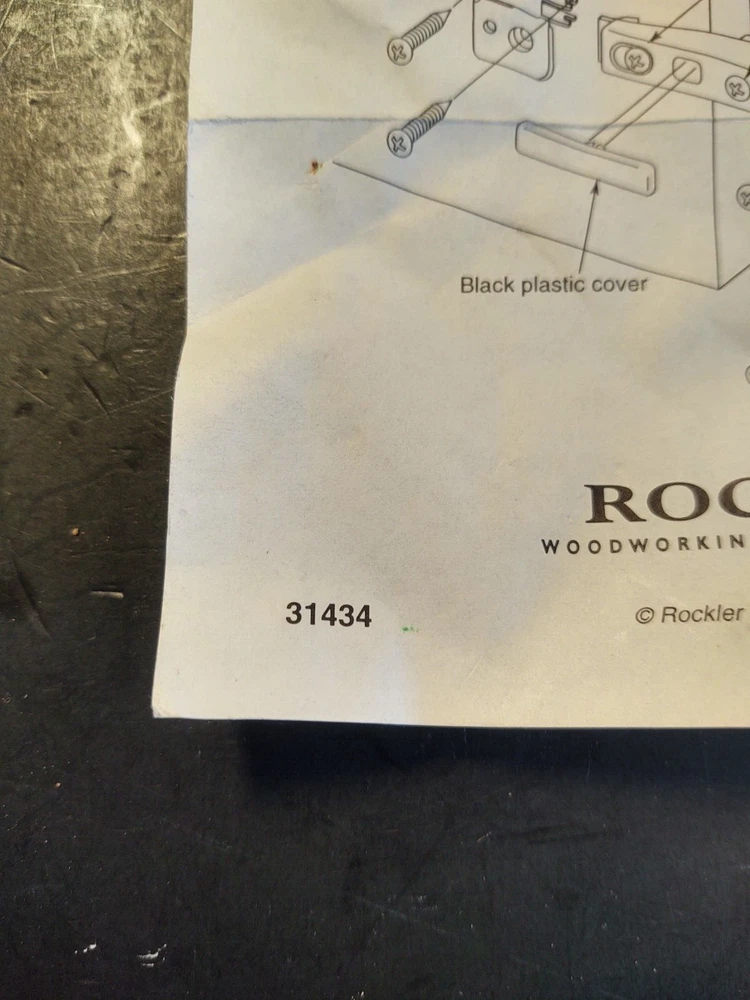 Black plastic cover
ROC
WOODWORKIN
31434
© Rockler